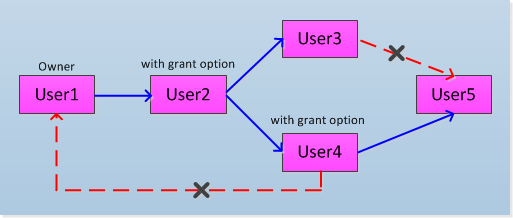 Owner
User1
with grant option
User2
User3
with grant option
User4
User5